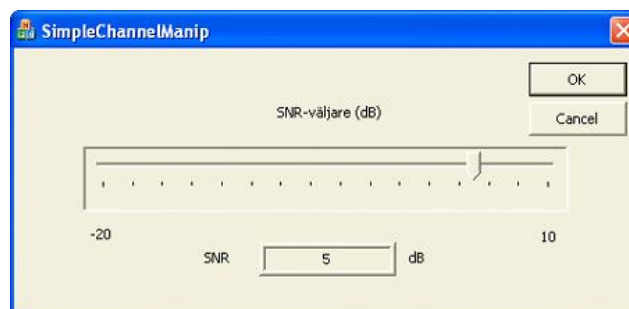 SimpleChannelManip
OK
SNR-väljare (dB)
Cancel
-20
10
SNR
5
dB